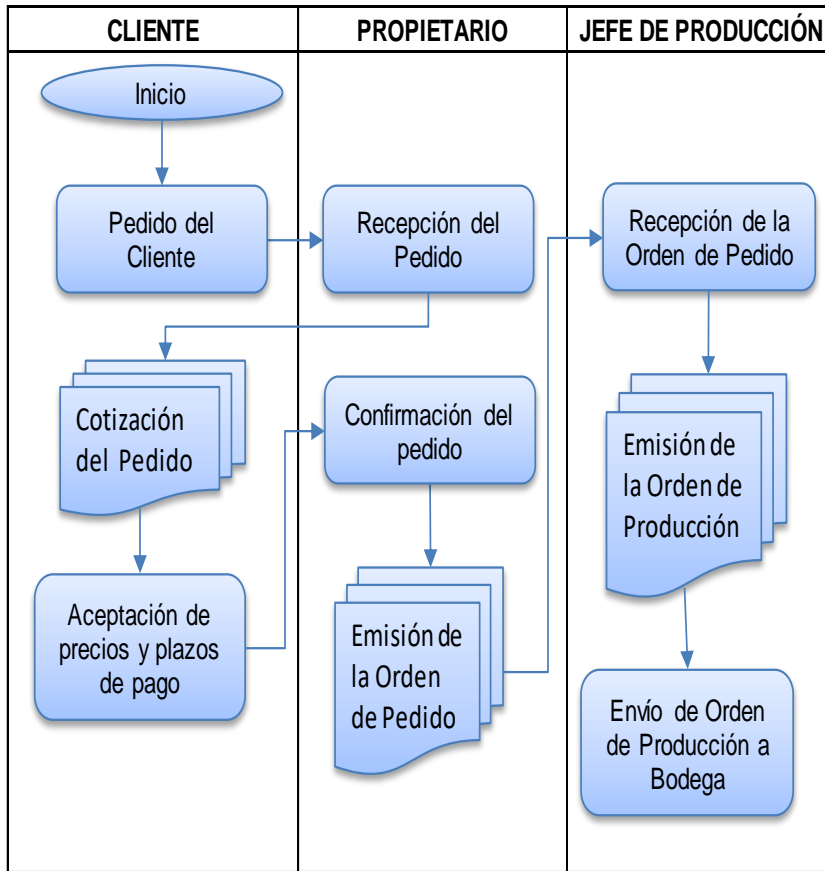 CLIENTE
PROPIETARIO
JEFE DE PRODUCCIÓN
Inicio
Pedido del
Cliente
Recepción del
Pedido
Recepción de la
Orden de Pedido
Cotización
del Pedido
Confirmación del
pedido
Emisión de
la Orden de
Producción
Aceptación de
precios y plazos
de pago
Emisión de
la Orden
de Pedido
Envío de Orden
de Producción a
Bodega